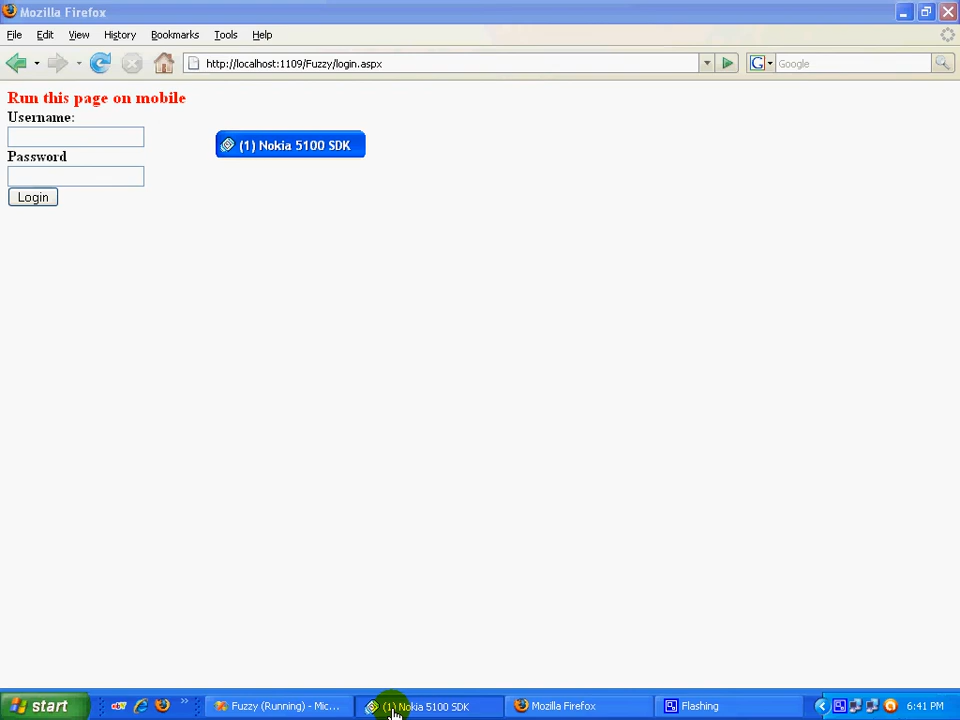 Mozilla Firefox
File Edit View History Bookmarks Tools Help
http://localhost:1109/Fuzzy/login.aspx
G Google
Run this page on mobile
Username:
(1) Nokia 5100 SDK
Password
Login
start
Fuzzy (Running) - Mic...
(1) Nokia 5100 SDK
Mozilla Firefox
Flashing
6:41 PM